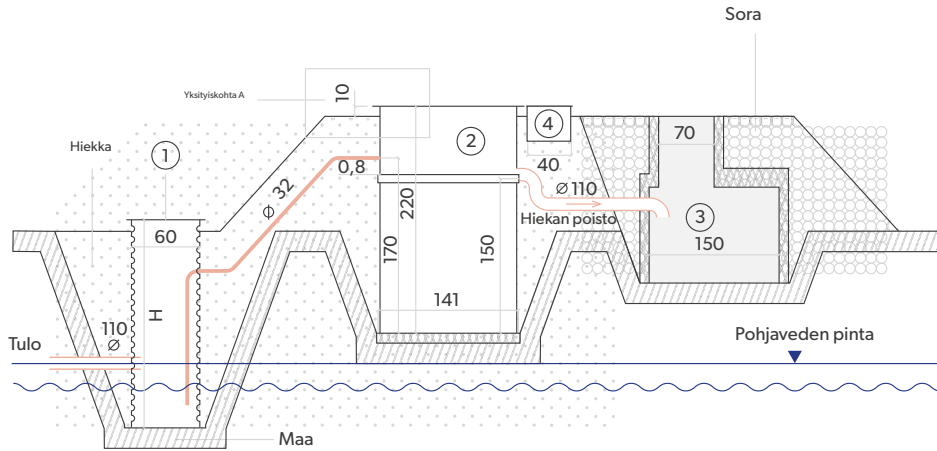 Sora
Yksityiskohta A
10
4
2
Hiekka
1
70
0,8
40
Ø 32
220
Ø 110
Hiekan poisto
3
60
170
150
150
H
141
110
Ø
Tulo
Pohjaveden pinta
Maa